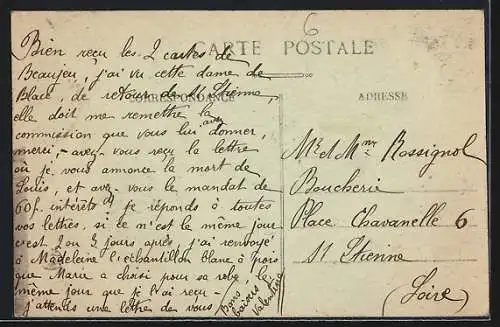 6
CARTE POSTALE
CORRESPONDANCE
ADRESSE
Bien reçu les 2 cartes de
Beaujeu, j'ai vu cette dame de
Blacé, de retour de St Etienne,
elle doit me remettre la
commission que vous lui avez donner,
merci, - avez-vous reçu la lettre
où je vous annonce la mort de
Louis, et avez-vous le mandat de
60f. intérêts, je réponds à toutes
vos lettres, si ce n'est le même jour
c'est 2 ou 3 jours après, j'ai renvoyé
à Madeleine l'échantillon blanc à pois
que Marie a choisi pour sa robe, le
même jour que je l'ai reçu -
j'attends une lettre de vous,
Bons
baisers
Valentine
Mr et Mme Rossignol
Boucherie
Place Chavanelle 6
St Etienne
(Loire)